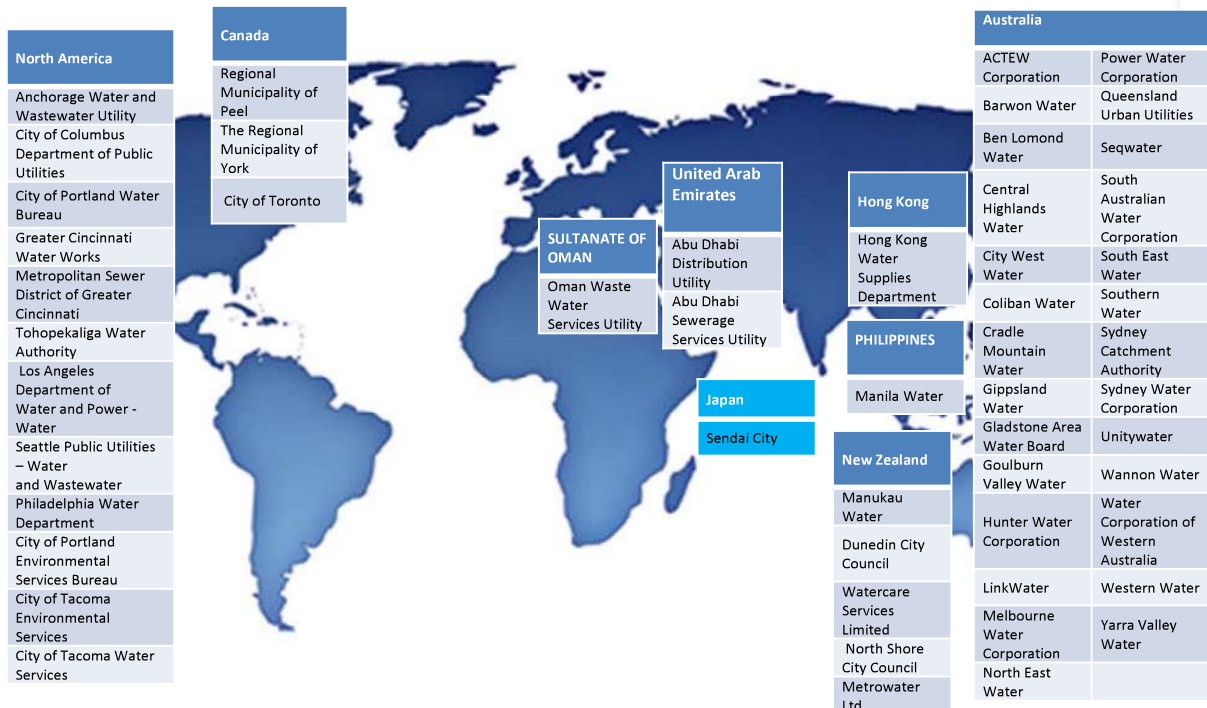 North America
Anchorage Water and
Wastewater Utility
City of Columbus
Department of Public
Utilities
City of Portland Water
Bureau
Greater Cincinnati
Water Works
Metropolitan Sewer
District of Greater
Cincinnati
Tohopekaliga Water
Authority
Los Angeles
Department of
Water and Power -
Water
Seattle Public Utilities
– Water
and Wastewater
Philadelphia Water
Department
City of Portland
Environmental
Services Bureau
City of Tacoma
Environmental
Services
City of Tacoma Water
Services
Canada
Regional
Municipality of
Peel
The Regional
Municipality of
York
City of Toronto
SULTANATE OF
OMAN
Oman Waste
Water
Services Utility
United Arab
Emirates
Abu Dhabi
Distribution
Utility
Abu Dhabi
Sewerage
Services Utility
Japan
Sendai City
Hong Kong
Hong Kong
Water
Supplies
Department
PHILIPPINES
Manila Water
New Zealand
Manukau
Water
Dunedin City
Council
Watercare
Services
Limited
North Shore
City Council
Metrowater
Ltd
Australia
ACTEW
Corporation
Power Water
Corporation
Barwon Water
Queensland
Urban Utilities
Ben Lomond
Water
Seqwater
Central
Highlands
Water
South
Australian
Water
Corporation
City West
Water
South East
Water
Coliban Water
Southern
Water
Cradle
Mountain
Water
Sydney
Catchment
Authority
Gippsland
Water
Sydney Water
Corporation
Gladstone Area
Water Board
Unitywater
Goulburn
Valley Water
Wannon Water
Hunter Water
Corporation
Water
Corporation of
Western
Australia
LinkWater
Western Water
Melbourne
Water
Corporation
Yarra Valley
Water
North East
Water